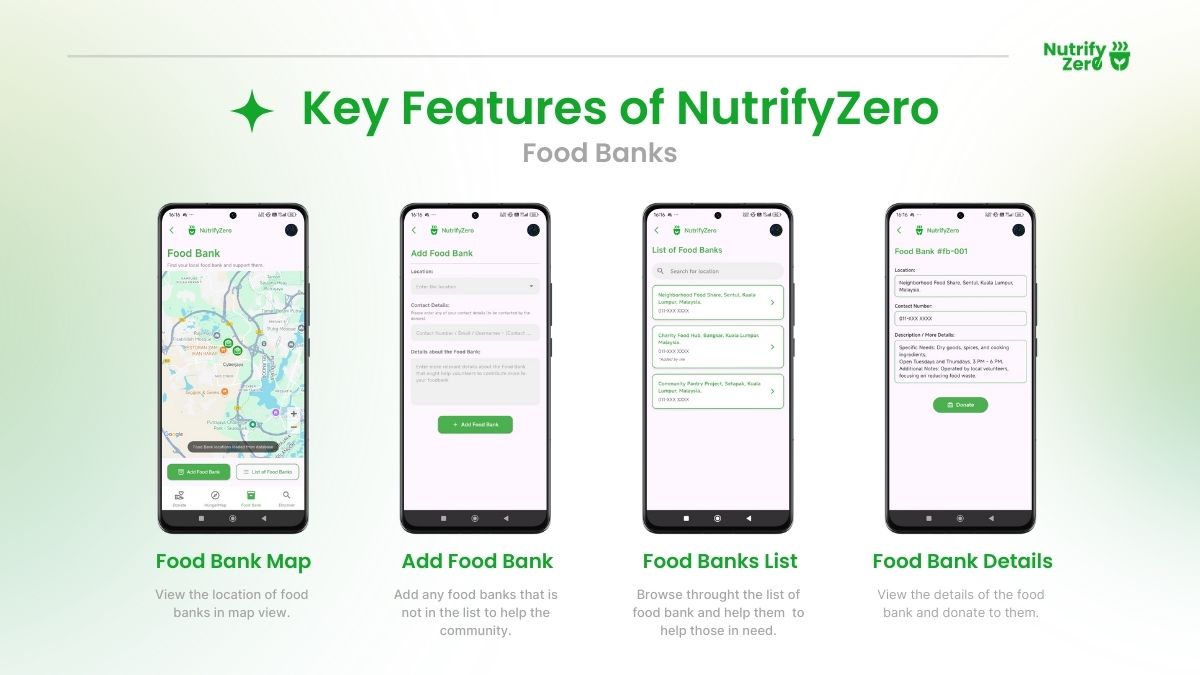 Nutrify
Zero
Key Features of NutrifyZero
Food Banks
16:16
NutrifyZero
Food Bank
Find your local food bank and support them.
Cyberjaya
Google
Food Bank locations loaded from database
Add Food Bank
List of Food Banks
Donate
HungerMap
Food Bank
Discover
16:16
NutrifyZero
Add Food Bank
Location:
Enter the location
Contact Details:
Please enter any of your contact details (to be contacted by the
donees)
Contact Number / Email / Username - (Contact ...
Details about the Food Bank:
Enter more relevant details about the Food Bank
that might help volunteers to contribute more to
your foodbank
+ Add Food Bank
16:16
NutrifyZero
List of Food Banks
Search for location
Neighborhood Food Share, Sentul, Kuala
Lumpur, Malaysia.
011-XXX XXXX
Charity Food Hub, Bangsar, Kuala Lumpur,
Malaysia.
011-XXX XXXX
*Added by me
Community Pantry Project, Setapak, Kuala
Lumpur, Malaysia.
011-XXX XXXX
16:16
NutrifyZero
Food Bank #fb-001
Location:
Neighborhood Food Share, Sentul, Kuala Lumpur,
Malaysia.
Contact Number:
011-XXX XXXX
Description / More Details:
Specific Needs: Dry goods, spices, and cooking
ingredients.
Open Tuesdays and Thursdays, 3 PM - 6 PM.
Additional Notes: Operated by local volunteers,
focusing on reducing food waste.
Donate
Food Bank Map
View the location of food
banks in map view.
Add Food Bank
Add any food banks that is
not in the list to help the
community.
Food Banks List
Browse throught the list of
food bank and help them to
help those in need.
Food Bank Details
View the details of the food
bank and donate to them.